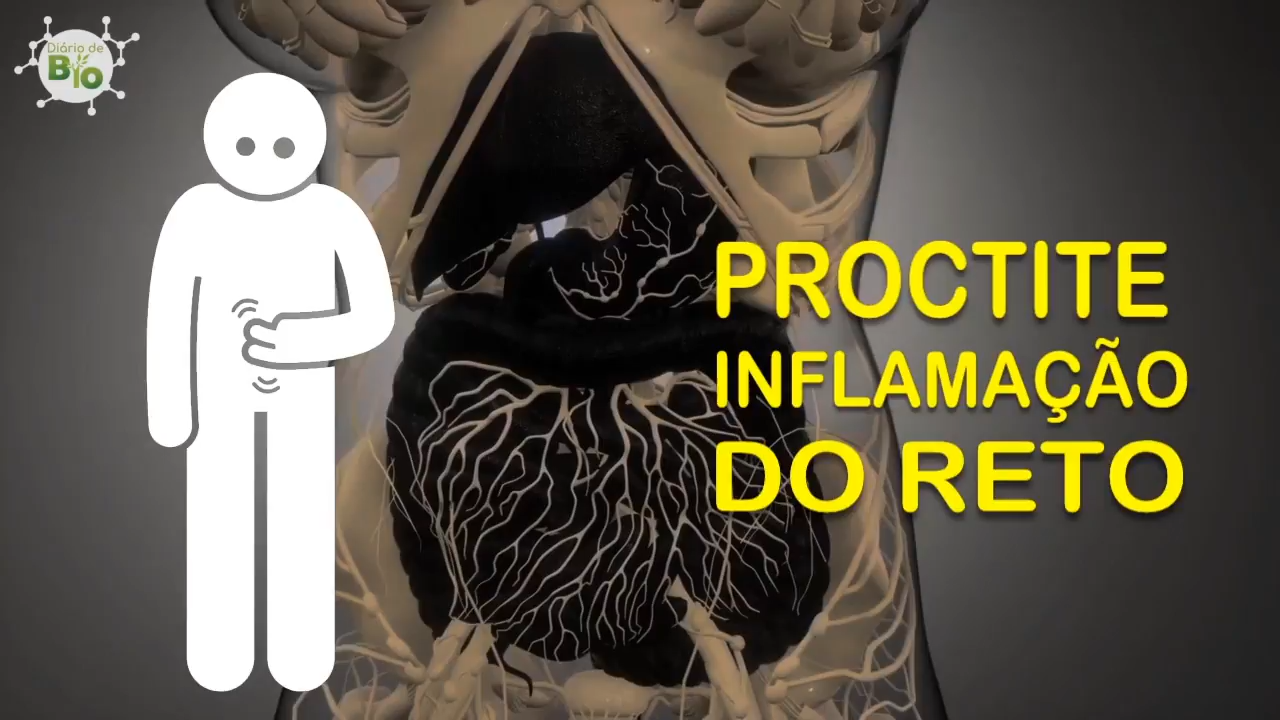 Diário de
BIO
PROCTITE
INFLAMAÇÃO
DO RETO